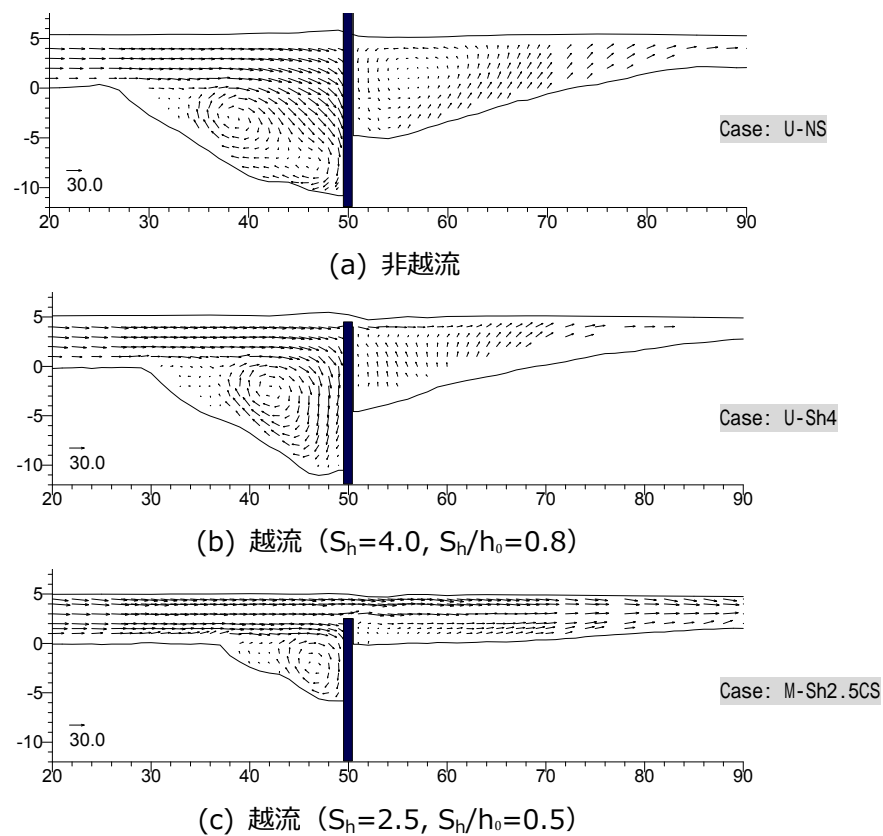 5
0
-5
-10
30.0
20 30 40 50 60 70 80 90
Case: U-NS
(a) 非越流
5
0
-5
-10
30.0
20 30 40 50 60 70 80 90
Case: U-Sh4
(b) 越流（Sh=4.0, Sh/h₀=0.8）
5
0
-5
-10
30.0
20 30 40 50 60 70 80 90
Case: M-Sh2.5CS
(c) 越流（Sh=2.5, Sh/h₀=0.5）